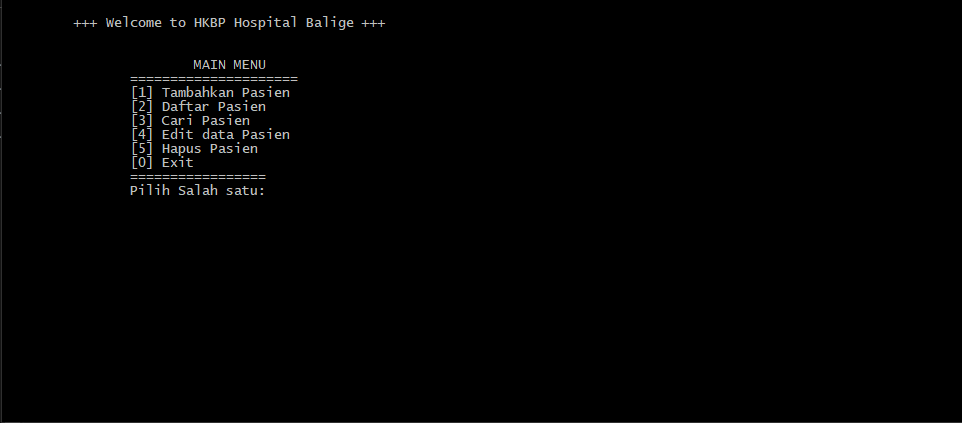 +++ Welcome to HKBP Hospital Balige +++
MAIN MENU
=====================
[1] Tambahkan Pasien
[2] Daftar Pasien
[3] Cari Pasien
[4] Edit data Pasien
[5] Hapus Pasien
[0] Exit
=================
Pilih Salah satu: